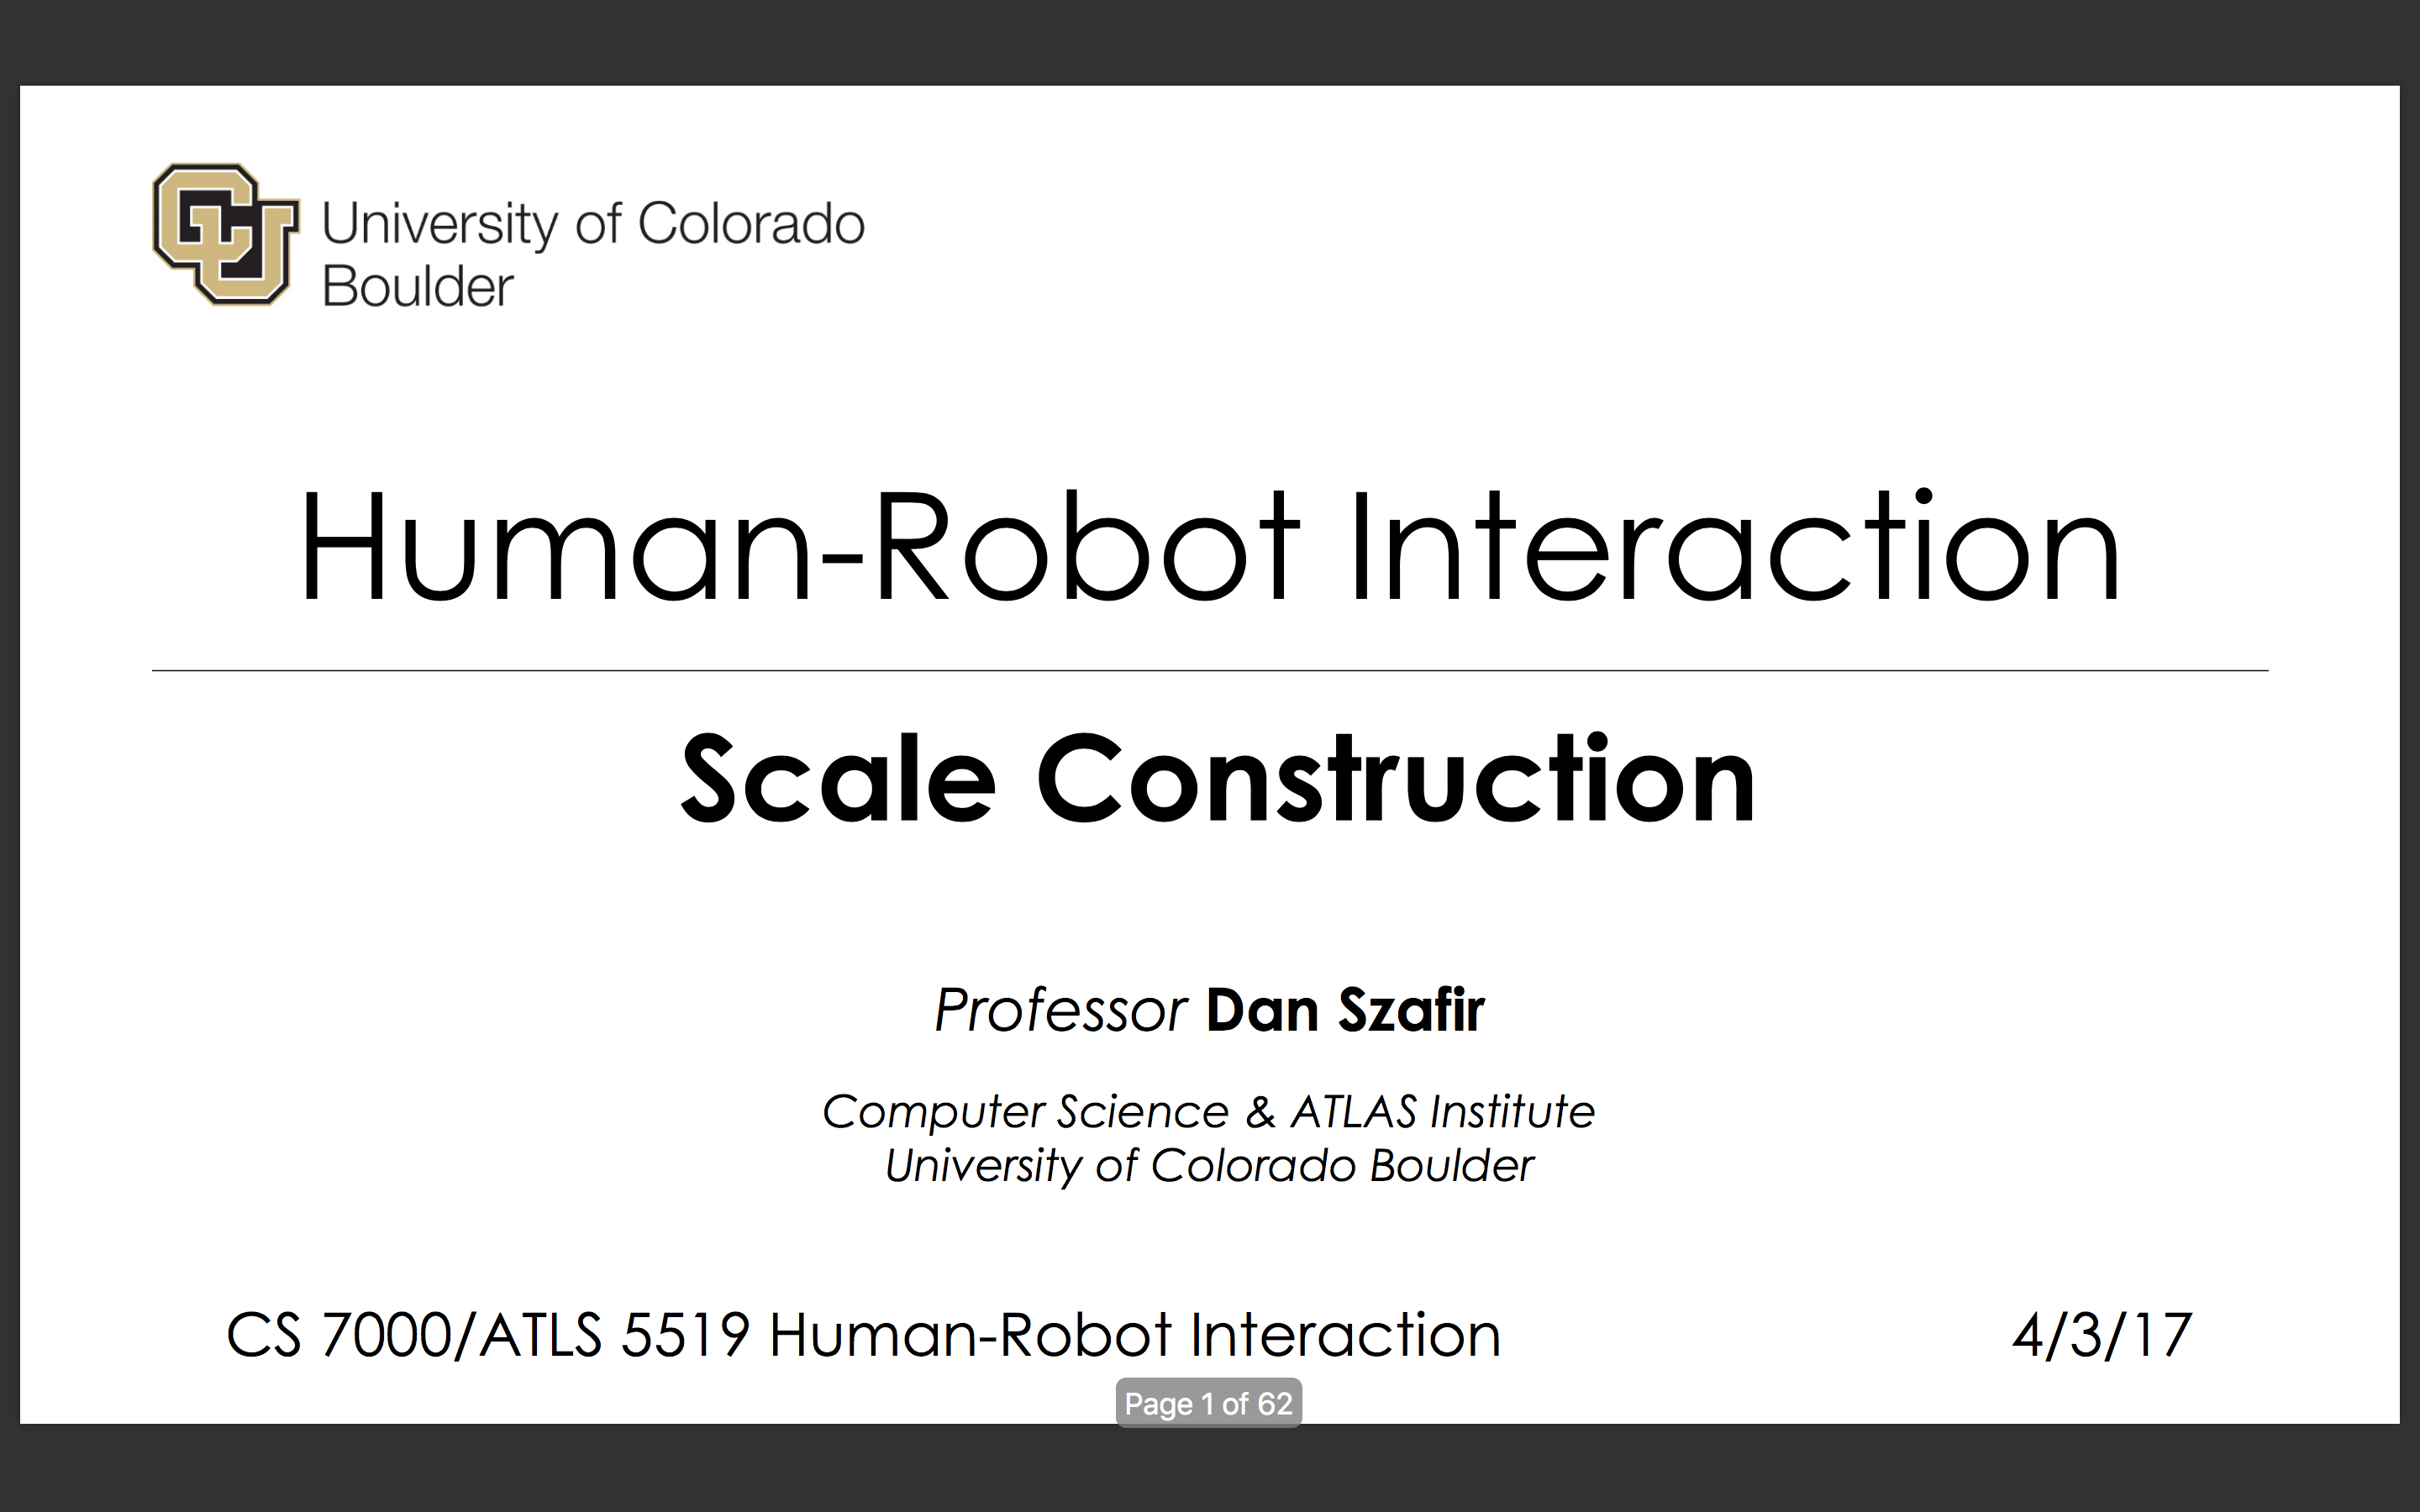 CU
University of Colorado
Boulder
Human-Robot Interaction
Scale Construction
Professor Dan Szafir
Computer Science & ATLAS Institute
University of Colorado Boulder
CS 7000/ATLS 5519 Human-Robot Interaction
4/3/17
Page 1 of 62